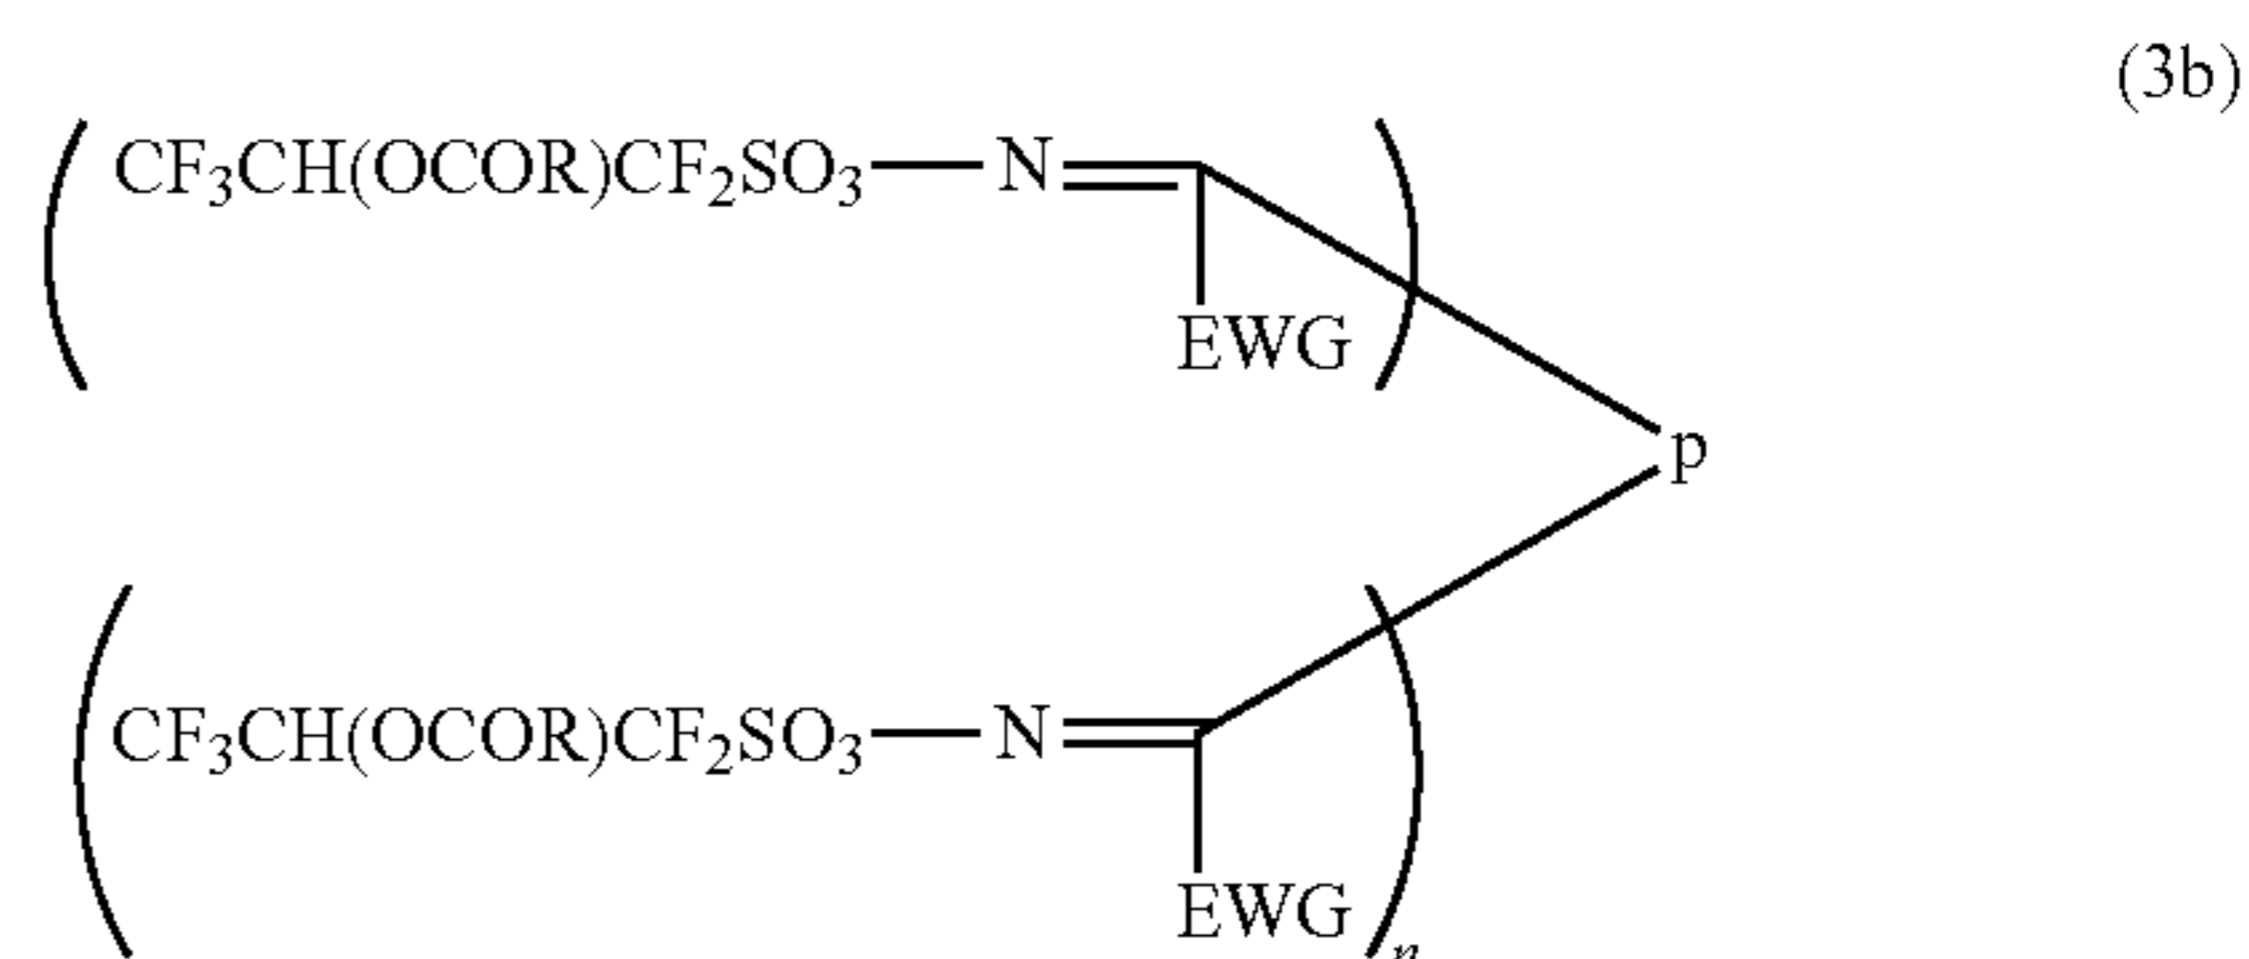 (3b)
CF₃CH(OCOR)CF₂SO₃—N
EWG
p
CF₃CH(OCOR)CF₂SO₃—N
EWG